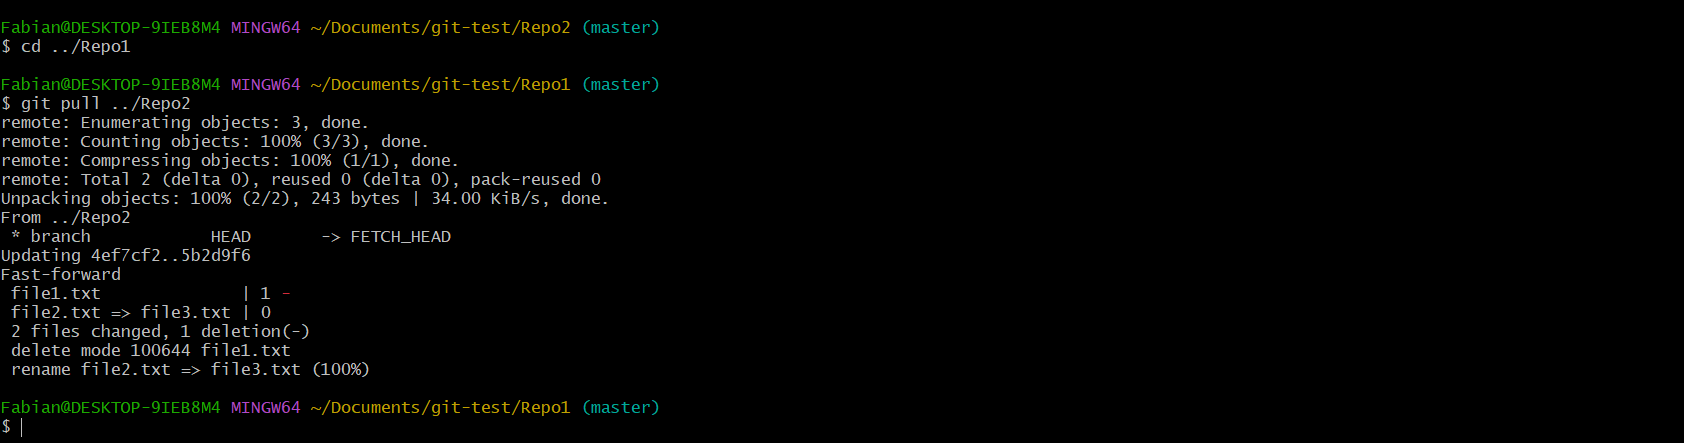 Fabian@DESKTOP-9IEB8M4 MINGW64 ~/Documents/git-test/Repo2 (master)
$ cd ../Repo1
Fabian@DESKTOP-9IEB8M4 MINGW64 ~/Documents/git-test/Repo1 (master)
$ git pull ../Repo2
remote: Enumerating objects: 3, done.
remote: Counting objects: 100% (3/3), done.
remote: Compressing objects: 100% (1/1), done.
remote: Total 2 (delta 0), reused 0 (delta 0), pack-reused 0
Unpacking objects: 100% (2/2), 243 bytes | 34.00 KiB/s, done.
From ../Repo2
 * branch            HEAD       -> FETCH_HEAD
Updating 4ef7cf2..5b2d9f6
Fast-forward
 file1.txt              | 1 -
 file2.txt => file3.txt | 0
 2 files changed, 1 deletion(-)
 delete mode 100644 file1.txt
 rename file2.txt => file3.txt (100%)
Fabian@DESKTOP-9IEB8M4 MINGW64 ~/Documents/git-test/Repo1 (master)
$